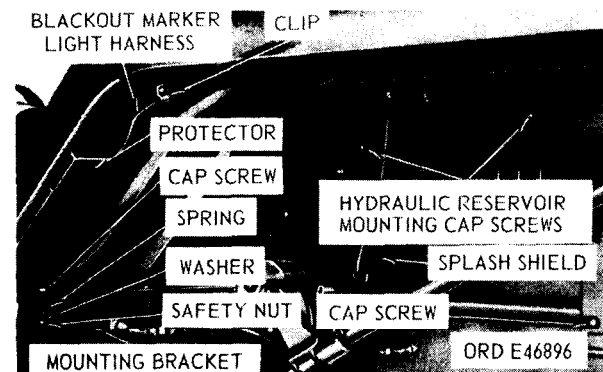 BLACKOUT MARKER
LIGHT HARNESS
CLIP
PROTECTOR
CAP SCREW
SPRING
HYDRAULIC RESERVOIR
MOUNTING CAP SCREWS
WASHER
SPLASH SHIELD
SAFETY NUT
CAP SCREW
MOUNTING BRACKET
ORD E46896